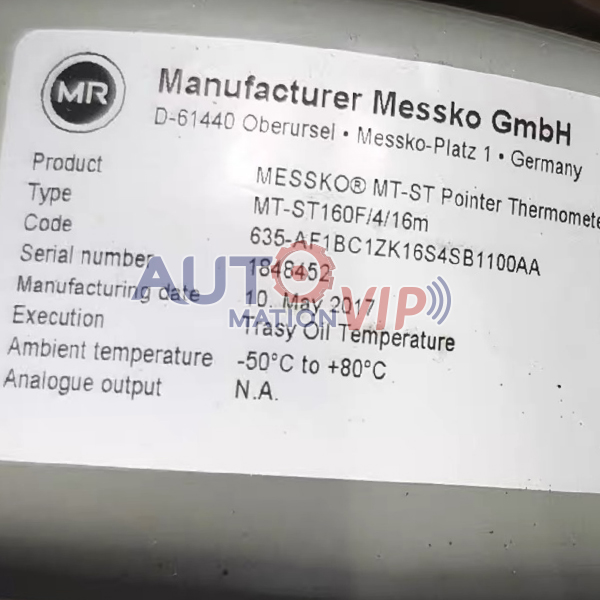 MR
Manufacturer Messko GmbH
D-61440 Oberursel • Messko-Platz 1 • Germany
Product MESSKO® MT-ST Pointer Thermomete
Type MT-ST160F/4/16m
Code 635-AF1BC1ZK16S4SB1100AA
Serial number 1848452
Manufacturing date 10. May 2017
Execution Trasy Oil Temperature
Ambient temperature -50°C to +80°C
Analogue output N.A.
AUTOMATION VIP